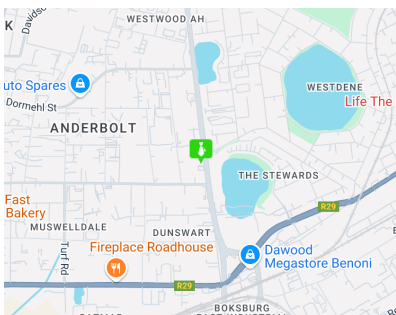 WESTWOOD AH
K
uto Spares
WESTDENE
Dormehl St
Life The
ANDERBOLT
THE STEWARDS
Fast
Bakery
R29
MUSWELLDALE
DUNSWART
Fireplace Roadhouse
Dawood
Megastore Benoni
Turf Rd
R29
BOKSBURG